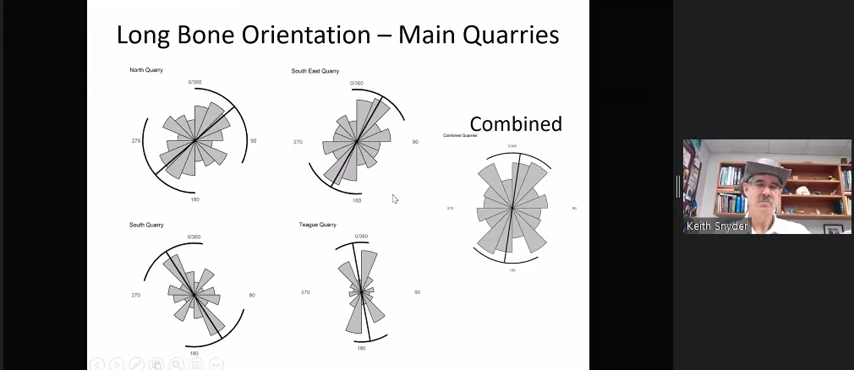 Long Bone Orientation – Main Quarries
North Quarry
0/360
270
90
180
South East Quarry
0/360
270
90
180
Combined
Combined Quarries
0/360
270
90
180
South Quarry
0/360
270
90
180
Teague Quarry
0/360
270
90
180
Keith Snyder